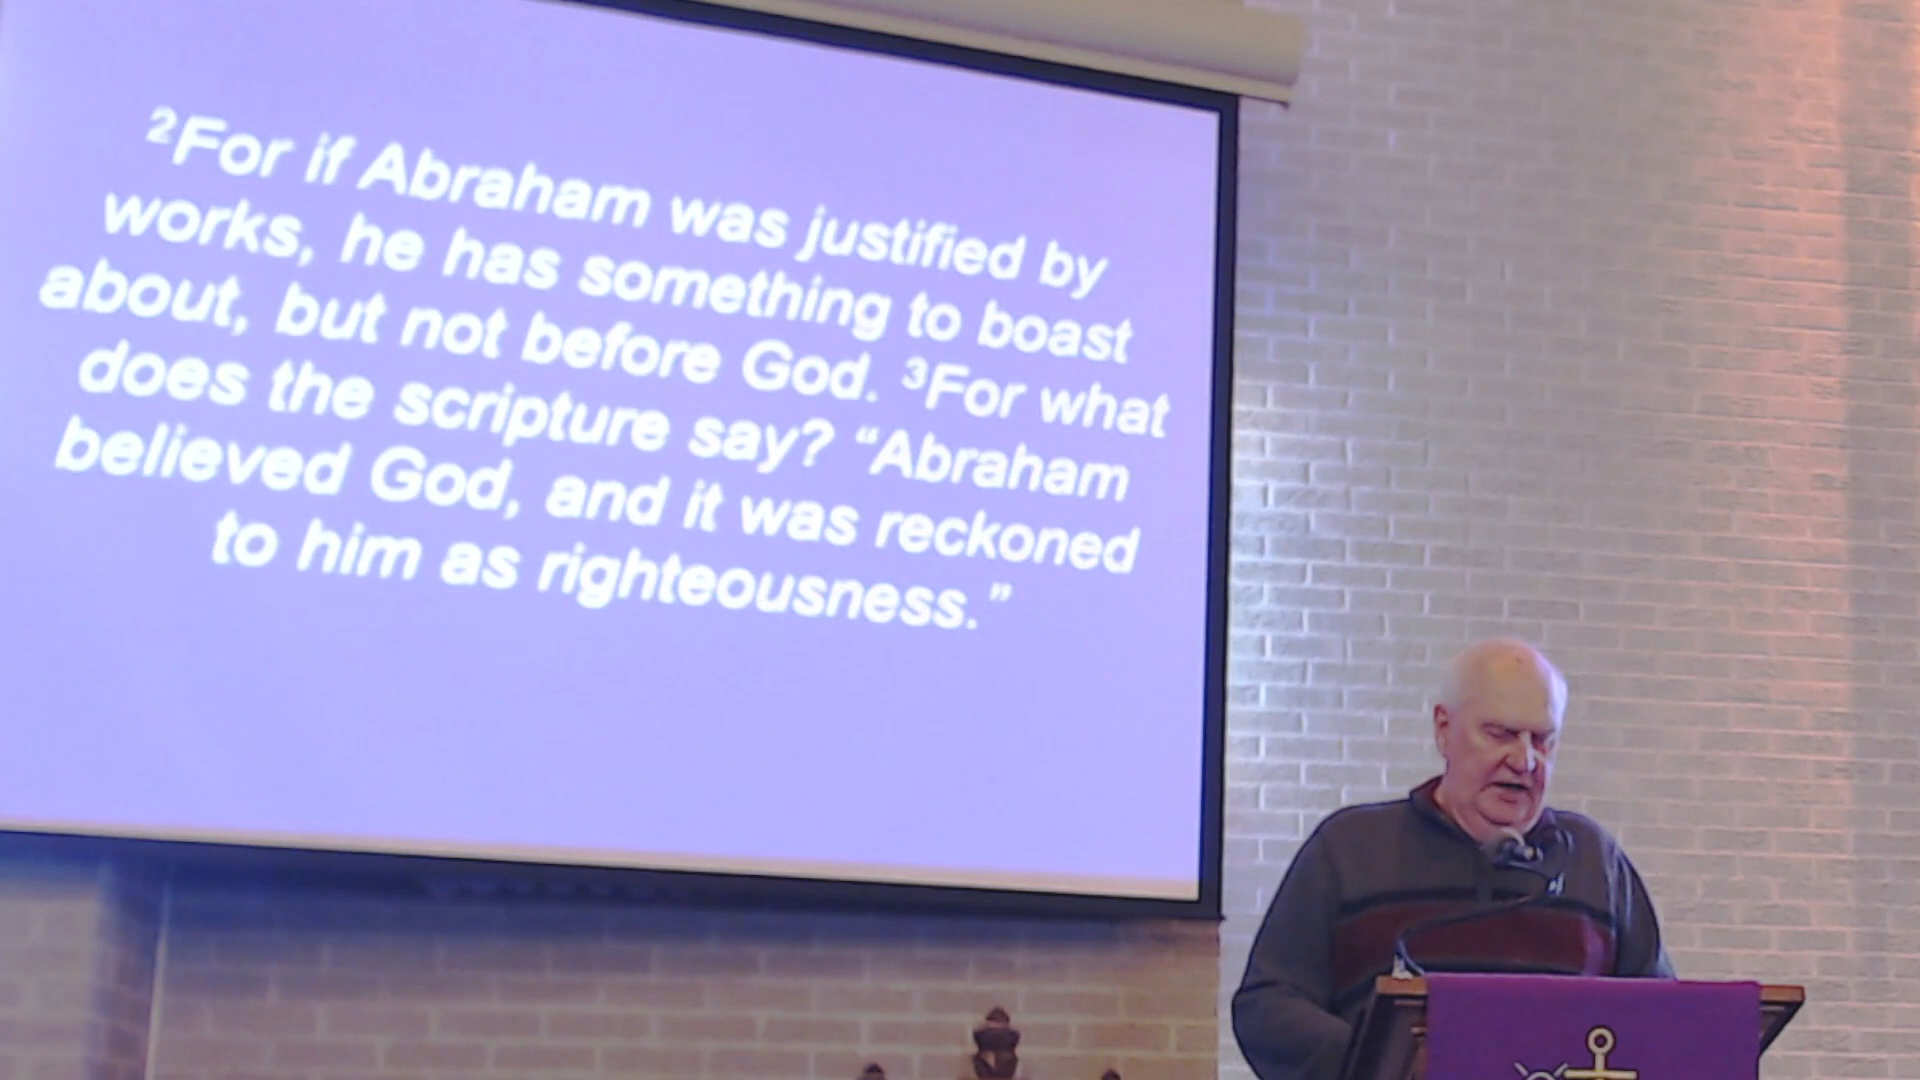 ²For if Abraham was justified by
works, he has something to boast
about, but not before God. ³For what
does the scripture say? “Abraham
believed God, and it was reckoned
to him as righteousness.”